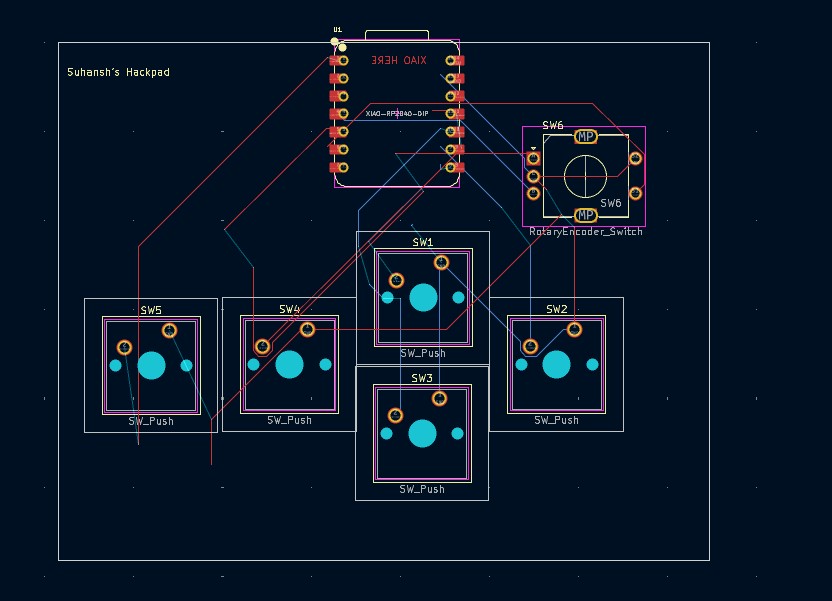 U1
Suhansh's Hackpad
XIAO HERE
XIAO-RP2040-DIP
SW6
MP
SW6
MP
RotaryEncoder_Switch
SW1
SW_Push
SW5
SW_Push
SW4
SW_Push
SW2
SW_Push
SW3
SW_Push